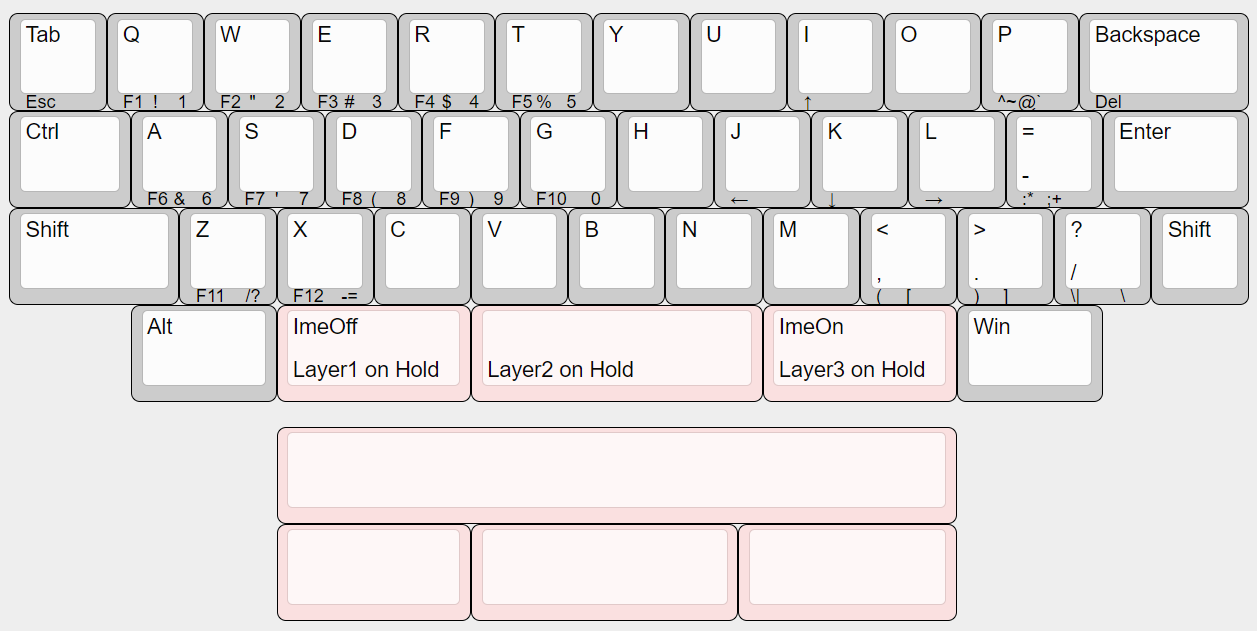 Tab Q W E R T Y U I O P Backspace
Esc F1 ! 1 F2 " 2 F3 # 3 F4 $ 4 F5 % 5 ↑ ^~@` Del
Ctrl A S D F G H J K L = Enter
-
F6 & 6 F7 ' 7 F8 ( 8 F9 ) 9 F10 0 ← ↓ → :* ;+
Shift Z X C V B N M < > ? Shift
, . /
F11 /? F12 -= ( [ ) ] \| \
Alt ImeOff ImeOn Win
Layer1 on Hold Layer2 on Hold Layer3 on Hold